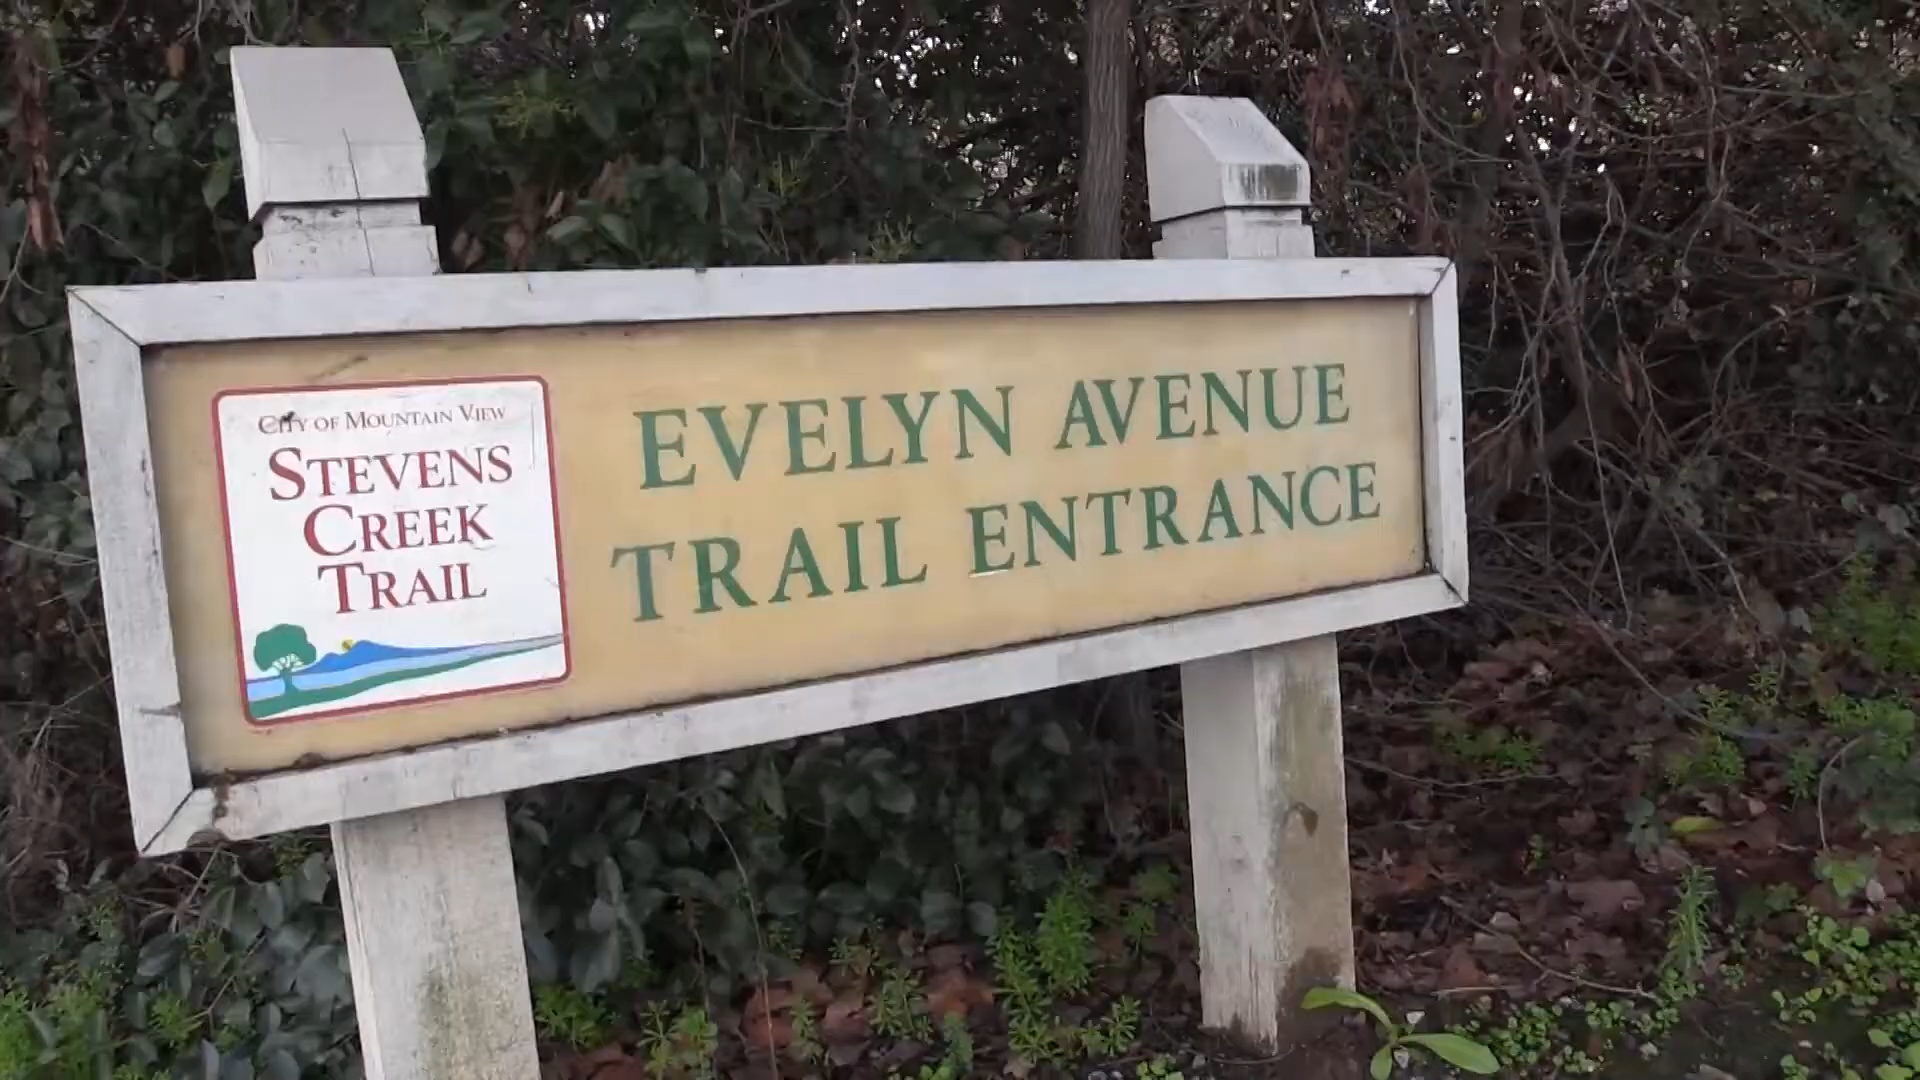 CITY OF MOUNTAIN VIEW
STEVENS
CREEK
TRAIL
EVELYN AVENUE
TRAIL ENTRANCE